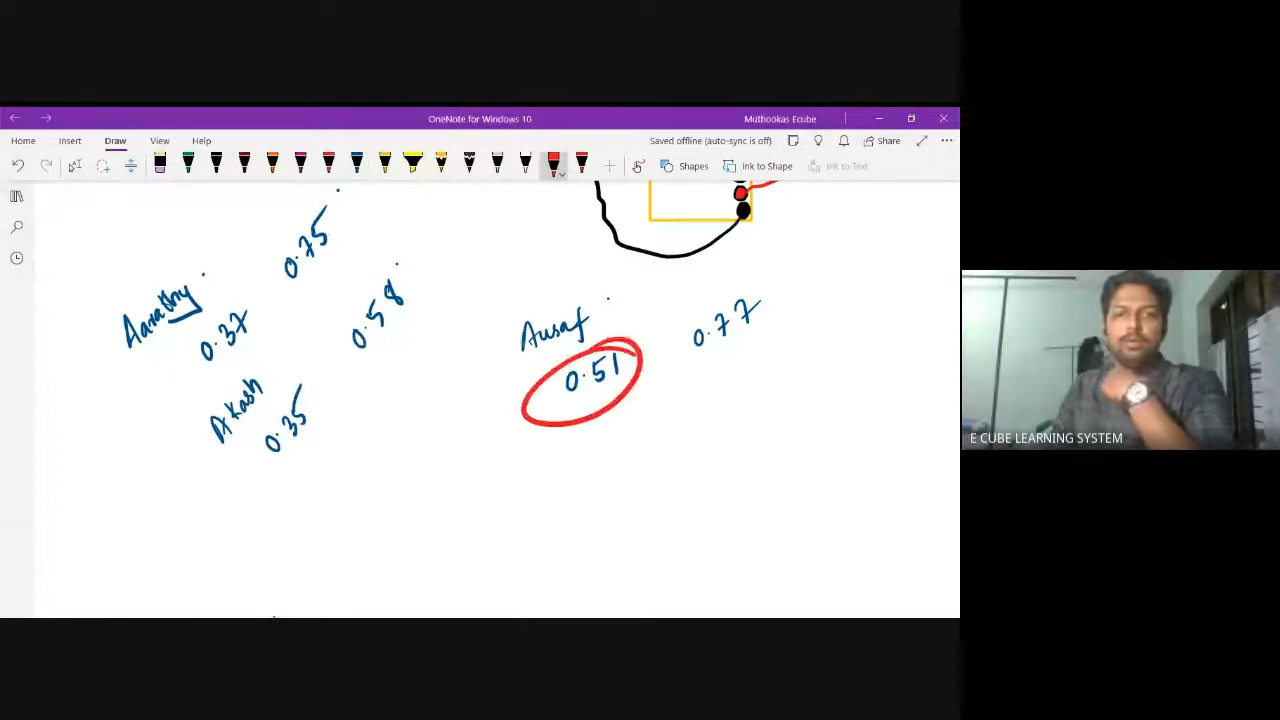 OneNote for Windows 10
Muthookas Ecube
Home Insert Draw View Help
Saved offline (auto-sync is off)
Share
Shapes
Ink to Shape
Ink to Text
0.75
Aarathy
0.37
0.58
Akash
0.35
Ausaf
0.51
0.77
E CUBE LEARNING SYSTEM